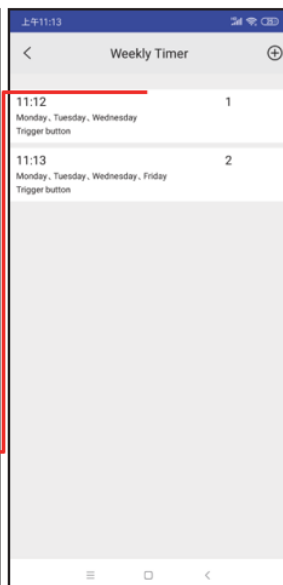 上午11:13
Weekly Timer
11:12 1
Monday、Tuesday、Wednesday
Trigger button
11:13 2
Monday、Tuesday、Wednesday、Friday
Trigger button